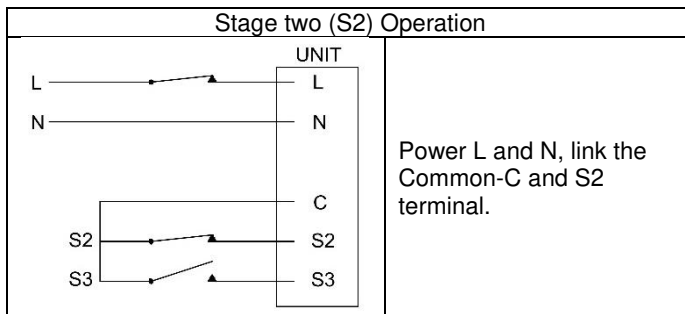 Stage two (S2) Operation
UNIT
L L
N N
Power L and N, link the
Common-C and S2
terminal.
C
S2 S2
S3 S3